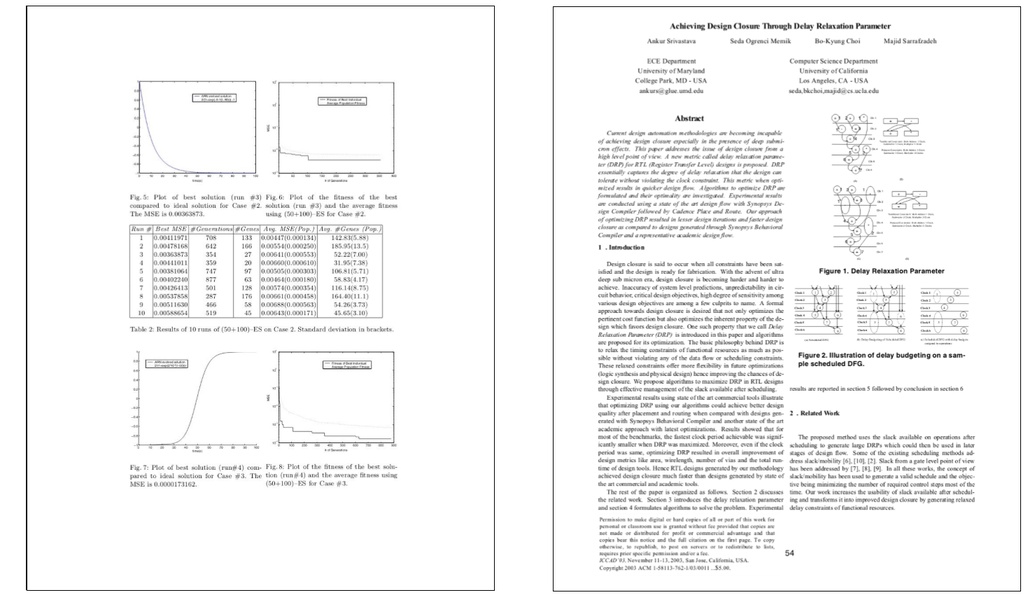 Fig. 5: Plot of best solution (run #3)
compared to ideal solution for Case #2.
The MSE is 0.00363873.
Fig. 6: Plot of the fitness of the best
solution (run #3) and the average fitness
using (50+100)–ES for Case #2.
Run # Best MSE #Generations #Genes Avg. MSE(Pop.) Avg. #Genes (Pop.)
1 0.00411971 708 133 0.00447(0.000134) 142.83(5.88)
2 0.00478168 642 166 0.00554(0.000250) 185.95(13.5)
3 0.00363873 354 27 0.00641(0.000553) 52.22(7.00)
4 0.00441011 359 20 0.00660(0.000610) 31.95(7.38)
5 0.00381064 747 97 0.00505(0.000303) 106.81(5.71)
6 0.00402240 877 63 0.00464(0.000180) 58.83(4.17)
7 0.00426413 501 128 0.00574(0.000354) 116.14(8.75)
8 0.00537858 287 176 0.00661(0.000458) 164.40(11.1)
9 0.00511630 466 58 0.00688(0.000563) 54.26(3.73)
10 0.00588654 519 45 0.00643(0.000171) 45.65(3.10)
Table 2: Results of 10 runs of (50+100)–ES on Case 2. Standard deviation in brackets.
Fig. 7: Plot of best solution (run#4) com-
pared to ideal solution for Case #3. The
MSE is 0.0000173162.
Fig. 8: Plot of the fitness of the best solu-
tion (run#4) and the average fitness using
(50+100)–ES for Case #3.
Achieving Design Closure Through Delay Relaxation Parameter
Ankur Srivastava Seda Ogrenci Memik Bo-Kyung Choi Majid Sarrafzadeh
ECE Department
University of Maryland
College Park, MD - USA
ankurs@glue.umd.edu
Computer Science Department
University of California
Los Angeles, CA - USA
seda,bkchoi,majid@cs.ucla.edu
Abstract
Current design automation methodologies are becoming incapable
of achieving design closure especially in the presence of deep submi-
cron effects. This paper addresses the issue of design closure from a
high level point of view. A new metric called delay relaxation parame-
ter (DRP) for RTL (Register Transfer Level) designs is proposed. DRP
essentially captures the degree of delay relaxation that the design can
tolerate without violating the clock constraint. This metric when opti-
mized results in quicker design flow. Algorithms to optimize DRP are
formulated and their optimality are investigated. Experimental results
are conducted using a state of the art design flow with Synopsys De-
sign Compiler followed by Cadence Place and Route. Our approach
of optimizing DRP resulted in lesser design iterations and faster design
closure as compared to designs generated through Synopsys Behavioral
Compiler and a representative academic design flow.
1 . Introduction
Design closure is said to occur when all constraints have been sat-
isfied and the design is ready for fabrication. With the advent of ultra
deep sub micron era, design closure is becoming harder and harder to
achieve. Inaccuracy of system level predictions, unpredictability in cir-
cuit behavior, critical design objectives, high degree of sensitivity among
various design objectives are among a few culprits to name. A formal
approach towards design closure is desired that not only optimizes the
pertinent cost function but also optimizes the inherent property of the de-
sign which favors design closure. One such property that we call Delay
Relaxation Parameter (DRP) is introduced in this paper and algorithms
are proposed for its optimization. The basic philosophy behind DRP is
to relax the timing constraints of functional resources as much as pos-
sible without violating any of the data flow or scheduling constraints.
These relaxed constraints offer more flexibility in future optimizations
(logic synthesis and physical design) hence improving the chances of de-
sign closure. We propose algorithms to maximize DRP in RTL designs
through effective management of the slack available after scheduling.
Experimental results using state of the art commercial tools illustrate
that optimizing DRP using our algorithms could achieve better design
quality after placement and routing when compared with designs gen-
erated with Synopsys Behavioral Compiler and another state of the art
academic approach with latest optimizations. Results showed that for
most of the benchmarks, the fastest clock period achievable was signif-
icantly smaller when DRP was maximized. Moreover, even if the clock
period was same, optimizing DRP resulted in overall improvement of
design metrics like area, wirelength, number of vias and the total run-
time of design tools. Hence RTL designs generated by our methodology
achieved design closure much faster than designs generated by state of
the art commercial and academic tools.
The rest of the paper is organized as follows. Section 2 discusses
the related work. Section 3 introduces the delay relaxation parameter
and section 4 formulates algorithms to solve the problem. Experimental
Permission to make digital or hard copies of all or part of this work for
personal or classroom use is granted without fee provided that copies are
not made or distributed for profit or commercial advantage and that
copies bear this notice and the full citation on the first page. To copy
otherwise, to republish, to post on servers or to redistribute to lists,
requires prior specific permission and/or a fee.
ICCAD'03, November 11-13, 2003, San Jose, California, USA.
Copyright 2003 ACM 1-58113-762-1/03/0011 ...$5.00.
Figure 1. Delay Relaxation Parameter
Figure 2. Illustration of delay budgeting on a sam-
ple scheduled DFG.
results are reported in section 5 followed by conclusion in section 6
2 . Related Work
The proposed method uses the slack available on operations after
scheduling to generate large DRPs which could then be used in later
stages of design flow. Some of the existing scheduling methods ad-
dress slack/mobility [6], [10], [2]. Slack from a gate level point of view
has been addressed by [7], [8], [9]. In all these works, the concept of
slack/mobility has been used to generate a valid schedule and the objec-
tive being minimizing the number of required control steps most of the
time. Our work increases the usability of slack available after schedul-
ing and transforms it into improved design closure by generating relaxed
delay constraints of functional resources.
54